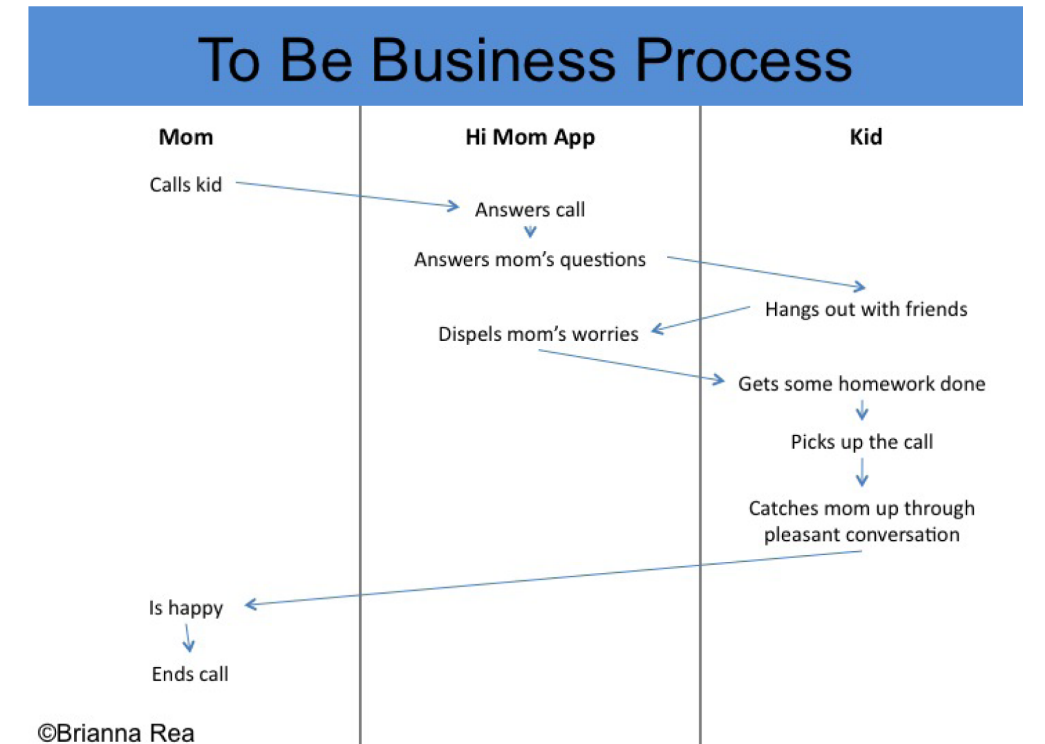 To Be Business Process
Mom
Hi Mom App
Kid
Calls kid
Answers call
Answers mom's questions
Hangs out with friends
Dispels mom's worries
Gets some homework done
Picks up the call
Catches mom up through
pleasant conversation
Is happy
Ends call
©Brianna Rea